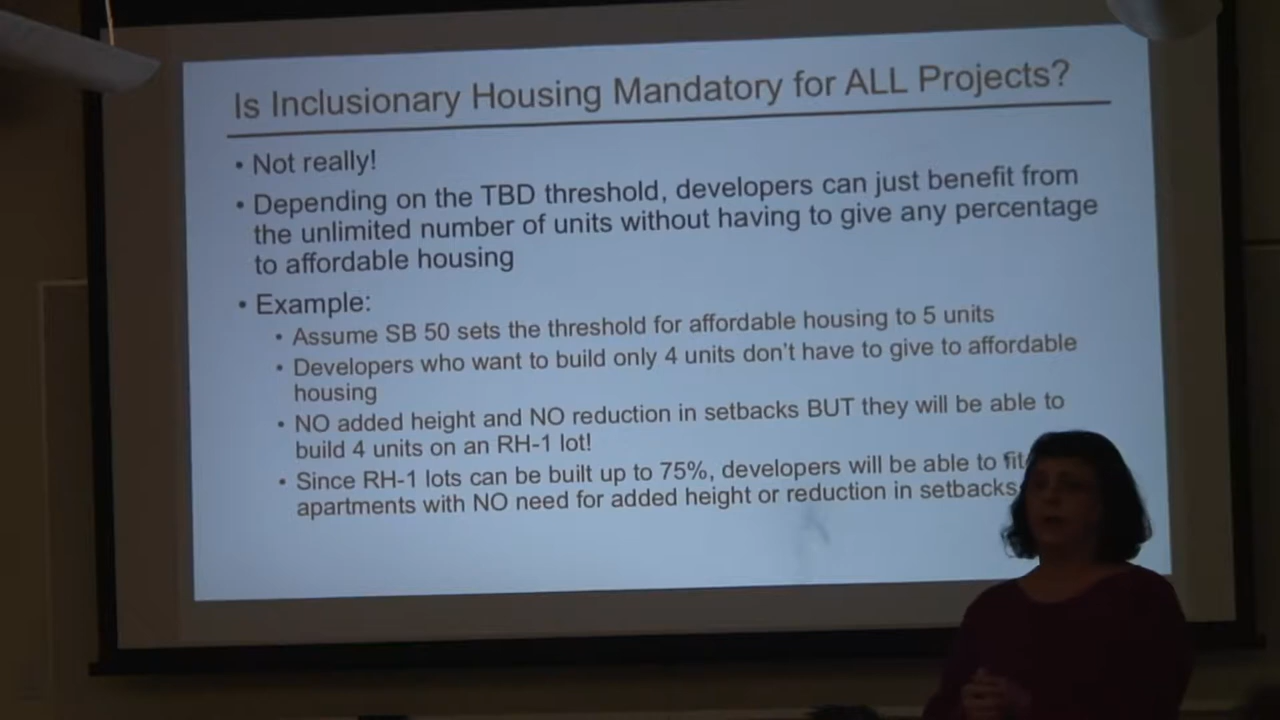 Is Inclusionary Housing Mandatory for ALL Projects?
• Not really!
• Depending on the TBD threshold, developers can just benefit from
the unlimited number of units without having to give any percentage
to affordable housing
• Example:
• Assume SB 50 sets the threshold for affordable housing to 5 units
• Developers who want to build only 4 units don't have to give to affordable
housing
• NO added height and NO reduction in setbacks BUT they will be able to
build 4 units on an RH-1 lot!
• Since RH-1 lots can be built up to 75%, developers will be able to fit
apartments with NO need for added height or reduction in setbacks